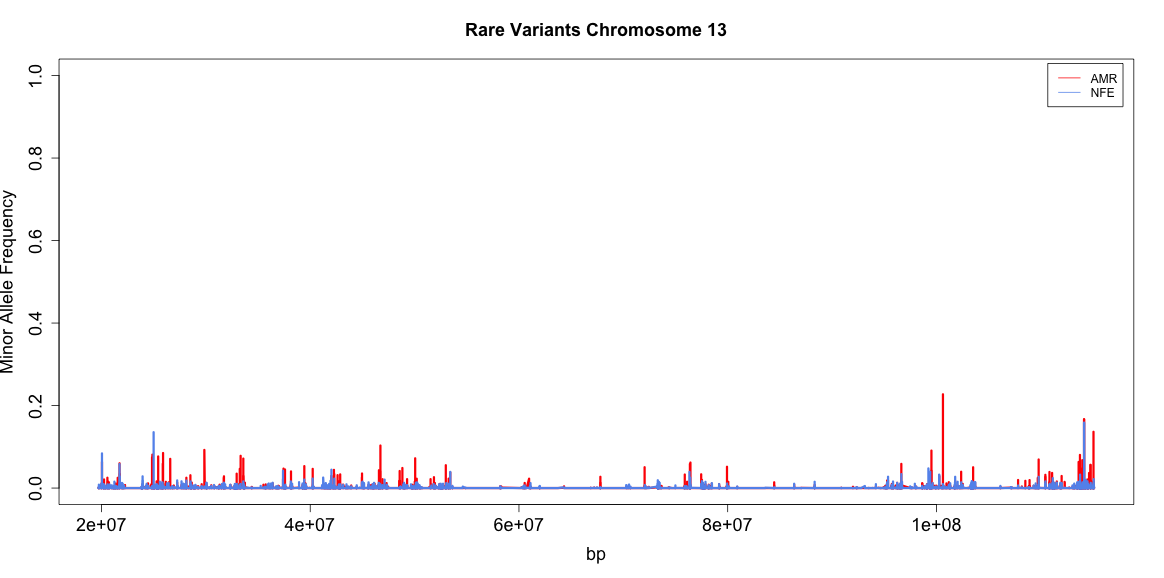 Rare Variants Chromosome 13
Minor Allele Frequency
1.0
0.8
0.6
0.4
0.2
0.0
AMR
NFE
2e+07 4e+07 6e+07 8e+07 1e+08
bp